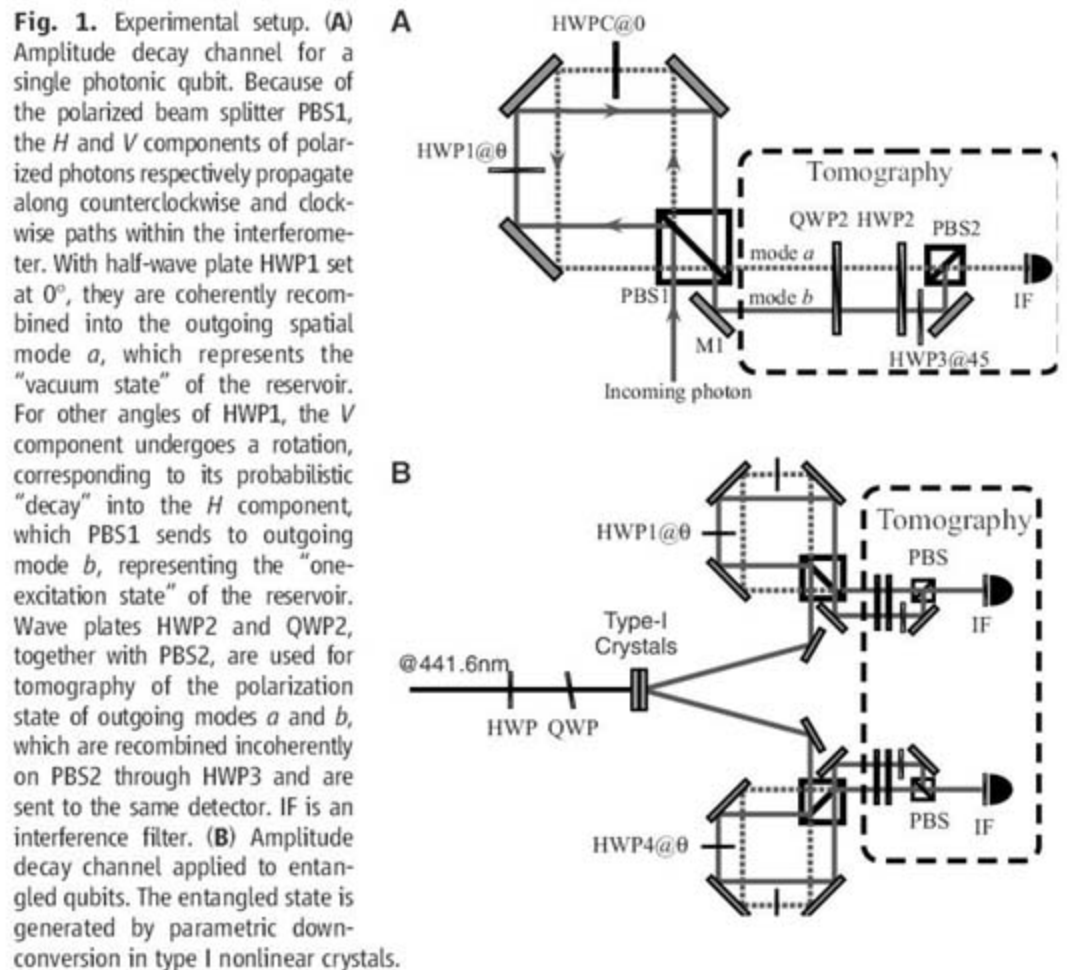 Fig. 1. Experimental setup. (A)
Amplitude decay channel for a
single photonic qubit. Because of
the polarized beam splitter PBS1,
the H and V components of polar-
ized photons respectively propagate
along counterclockwise and clock-
wise paths within the interferome-
ter. With half-wave plate HWP1 set
at 0°, they are coherently recom-
bined into the outgoing spatial
mode a, which represents the
"vacuum state" of the reservoir.
For other angles of HWP1, the V
component undergoes a rotation,
corresponding to its probabilistic
"decay" into the H component,
which PBS1 sends to outgoing
mode b, representing the "one-
excitation state" of the reservoir.
Wave plates HWP2 and QWP2,
together with PBS2, are used for
tomography of the polarization
state of outgoing modes a and b,
which are recombined incoherently
on PBS2 through HWP3 and are
sent to the same detector. IF is an
interference filter. (B) Amplitude
decay channel applied to entan-
gled qubits. The entangled state is
generated by parametric down-
conversion in type I nonlinear crystals.
A
HWPC@0
HWP1@θ
Tomography
QWP2 HWP2 PBS2
mode a
PBS1
mode b
IF
M1
HWP3@45
Incoming photon
B
HWP1@θ
Tomography
PBS
IF
Type-I
Crystals
@441.6nm
HWP QWP
HWP4@θ
PBS
IF